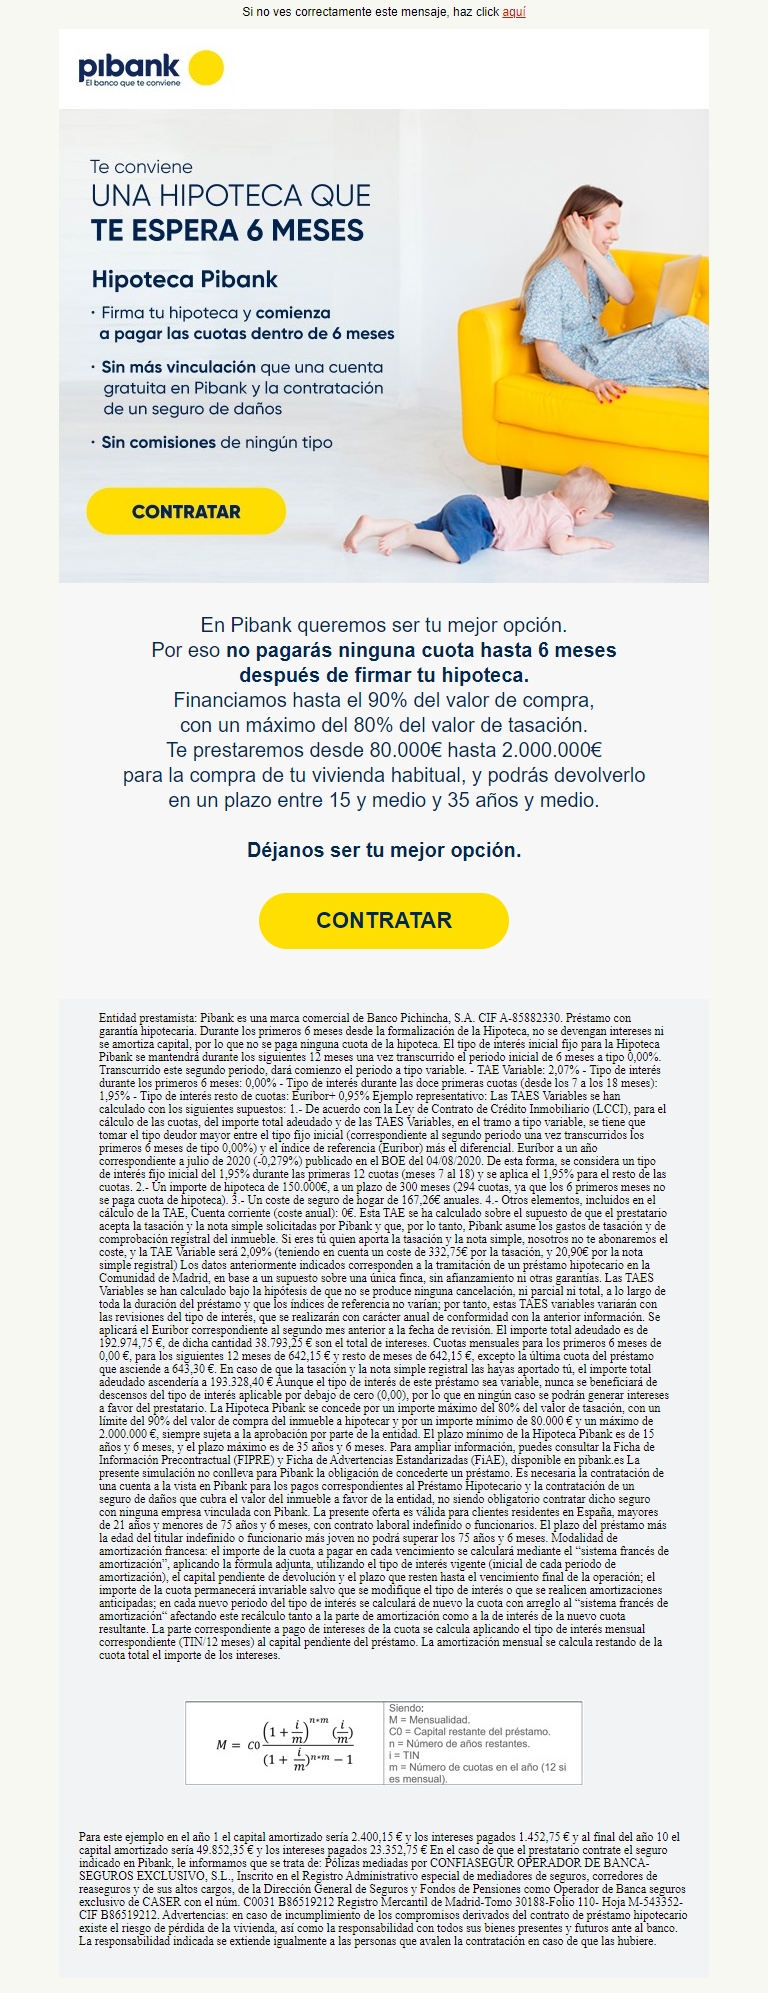 Si no ves correctamente este mensaje, haz click aquí
pibank
El banco que te conviene
Te conviene
UNA HIPOTECA QUE
TE ESPERA 6 MESES
Hipoteca Pibank
· Firma tu hipoteca y comienza
a pagar las cuotas dentro de 6 meses
· Sin más vinculación que una cuenta
gratuita en Pibank y la contratación
de un seguro de daños
· Sin comisiones de ningún tipo
CONTRATAR
En Pibank queremos ser tu mejor opción.
Por eso no pagarás ninguna cuota hasta 6 meses
después de firmar tu hipoteca.
Financiamos hasta el 90% del valor de compra,
con un máximo del 80% del valor de tasación.
Te prestaremos desde 80.000€ hasta 2.000.000€
para la compra de tu vivienda habitual, y podrás devolverlo
en un plazo entre 15 y medio y 35 años y medio.
Déjanos ser tu mejor opción.
CONTRATAR
Entidad prestamista: Pibank es una marca comercial de Banco Pichincha, S.A. CIF A-85882330. Préstamo con
garantía hipotecaria. Durante los primeros 6 meses desde la formalización de la Hipoteca, no se devengan intereses ni
se amortiza capital, por lo que no se paga ninguna cuota de la hipoteca. El tipo de interés inicial fijo para la Hipoteca
Pibank se mantendrá durante los siguientes 12 meses una vez transcurrido el periodo inicial de 6 meses a tipo 0,00%.
Transcurrido este segundo periodo, dará comienzo el periodo a tipo variable. - TAE Variable: 2,07% - Tipo de interés
durante los primeros 6 meses: 0,00% - Tipo de interés durante las doce primeras cuotas (desde los 7 a los 18 meses):
1,95% - Tipo de interés resto de cuotas: Euribor+ 0,95% Ejemplo representativo: Las TAES Variables se han
calculado con los siguientes supuestos: 1.- De acuerdo con la Ley de Contrato de Crédito Inmobiliario (LCCI), para el
cálculo de las cuotas, del importe total adeudado y de las TAES Variables, en el tramo a tipo variable, se tiene que
tomar el tipo deudor mayor entre el tipo fijo inicial (correspondiente al segundo periodo una vez transcurridos los
primeros 6 meses de tipo 0,00%) y el índice de referencia (Euribor) más el diferencial. Euríbor a un año
correspondiente a julio de 2020 (-0,279%) publicado en el BOE del 04/08/2020. De esta forma, se considera un tipo
de interés fijo inicial del 1,95% durante las primeras 12 cuotas (meses 7 al 18) y se aplica el 1,95% para el resto de las
cuotas. 2.- Un importe de hipoteca de 150.000€, a un plazo de 300 meses (294 cuotas, ya que los 6 primeros meses no
se paga cuota de hipoteca). 3.- Un coste de seguro de hogar de 167,26€ anuales. 4.- Otros elementos, incluidos en el
cálculo de la TAE, Cuenta corriente (coste anual): 0€. Esta TAE se ha calculado sobre el supuesto de que el prestatario
acepta la tasación y la nota simple solicitadas por Pibank y que, por lo tanto, Pibank asume los gastos de tasación y de
comprobación registral del inmueble. Si eres tú quien aporta la tasación y la nota simple, nosotros no te abonaremos el
coste, y la TAE Variable será 2,09% (teniendo en cuenta un coste de 332,75€ por la tasación, y 20,90€ por la nota
simple registral) Los datos anteriormente indicados corresponden a la tramitación de un préstamo hipotecario en la
Comunidad de Madrid, en base a un supuesto sobre una única finca, sin afianzamiento ni otras garantías. Las TAES
Variables se han calculado bajo la hipótesis de que no se produce ninguna cancelación, ni parcial ni total, a lo largo de
toda la duración del préstamo y que los índices de referencia no varían; por tanto, estas TAES variables variarán con
las revisiones del tipo de interés, que se realizarán con carácter anual de conformidad con la anterior información. Se
aplicará el Euribor correspondiente al segundo mes anterior a la fecha de revisión. El importe total adeudado es de
192.974,75 €, de dicha cantidad 38.793,25 € son el total de intereses. Cuotas mensuales para los primeros 6 meses de
0,00 €, para los siguientes 12 meses de 642,15 € y resto de meses de 642,15 €, excepto la última cuota del préstamo
que asciende a 643,30 €. En caso de que la tasación y la nota simple registral las hayas aportado tú, el importe total
adeudado ascendería a 193.328,40 € Aunque el tipo de interés de este préstamo sea variable, nunca se beneficiará de
descensos del tipo de interés aplicable por debajo de cero (0,00), por lo que en ningún caso se podrán generar intereses
a favor del prestatario. La Hipoteca Pibank se concede por un importe máximo del 80% del valor de tasación, con un
límite del 90% del valor de compra del inmueble a hipotecar y por un importe mínimo de 80.000 € y un máximo de
2.000.000 €, siempre sujeta a la aprobación por parte de la entidad. El plazo mínimo de la Hipoteca Pibank es de 15
años y 6 meses, y el plazo máximo es de 35 años y 6 meses. Para ampliar información, puedes consultar la Ficha de
Información Precontractual (FIPRE) y Ficha de Advertencias Estandarizadas (FiAE), disponible en pibank.es La
presente simulación no conlleva para Pibank la obligación de concederte un préstamo. Es necesaria la contratación de
una cuenta a la vista en Pibank para los pagos correspondientes al Préstamo Hipotecario y la contratación de un
seguro de daños que cubra el valor del inmueble a favor de la entidad, no siendo obligatorio contratar dicho seguro
con ninguna empresa vinculada con Pibank. La presente oferta es válida para clientes residentes en España, mayores
de 21 años y menores de 75 años y 6 meses, con contrato laboral indefinido o funcionarios. El plazo del préstamo más
la edad del titular indefinido o funcionario más joven no podrá superar los 75 años y 6 meses. Modalidad de
amortización francesa: el importe de la cuota a pagar en cada vencimiento se calculará mediante el “sistema francés de
amortización”, aplicando la fórmula adjunta, utilizando el tipo de interés vigente (inicial de cada periodo de
amortización), el capital pendiente de devolución y el plazo que resten hasta el vencimiento final de la operación; el
importe de la cuota permanecerá invariable salvo que se modifique el tipo de interés o que se realicen amortizaciones
anticipadas; en cada nuevo periodo del tipo de interés se calculará de nuevo la cuota con arreglo al “sistema francés de
amortización“ afectando este recálculo tanto a la parte de amortización como a la de interés de la nuevo cuota
resultante. La parte correspondiente a pago de intereses de la cuota se calcula aplicando el tipo de interés mensual
correspondiente (TIN/12 meses) al capital pendiente del préstamo. La amortización mensual se calcula restando de la
cuota total el importe de los intereses.
M = C0 (1 + i/m)^n*m (i/m) / (1 + i/m)^n*m − 1
Siendo:
M = Mensualidad.
C0 = Capital restante del préstamo.
n = Número de años restantes.
i = TIN
m = Número de cuotas en el año (12 si
es mensual).
Para este ejemplo en el año 1 el capital amortizado sería 2.400,15 € y los intereses pagados 1.452,75 € y al final del año 10 el
capital amortizado sería 49.852,35 € y los intereses pagados 23.352,75 € En el caso de que el prestatario contrate el seguro
indicado en Pibank, le informamos que se trata de: Pólizas mediadas por CONFIASEGUR OPERADOR DE BANCA-
SEGUROS EXCLUSIVO, S.L., Inscrito en el Registro Administrativo especial de mediadores de seguros, corredores de
reaseguros y de sus altos cargos, de la Dirección General de Seguros y Fondos de Pensiones como Operador de Banca seguros
exclusivo de CASER con el núm. C0031 B86519212 Registro Mercantil de Madrid-Tomo 30188-Folio 110- Hoja M-543352-
CIF B86519212. Advertencias: en caso de incumplimiento de los compromisos derivados del contrato de préstamo hipotecario
existe el riesgo de pérdida de la vivienda, así como la responsabilidad con todos sus bienes presentes y futuros ante al banco.
La responsabilidad indicada se extiende igualmente a las personas que avalen la contratación en caso de que las hubiere.